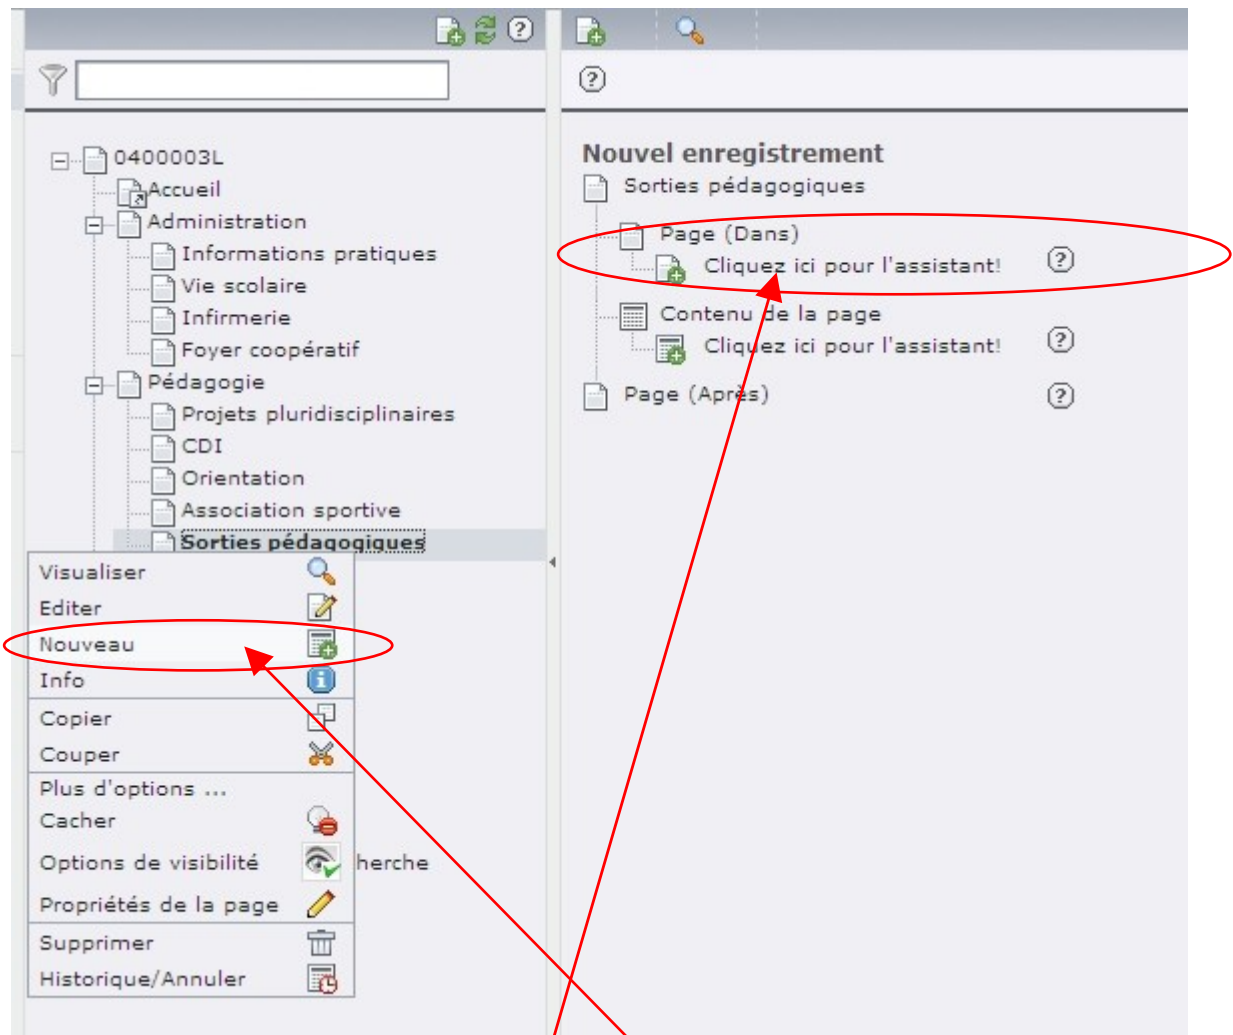 0400003L
Accueil
Administration
Informations pratiques
Vie scolaire
Infirmerie
Foyer coopératif
Pédagogie
Projets pluridisciplinaires
CDI
Orientation
Association sportive
Sorties pédagogiques
Visualiser
Editer
Nouveau
Info
Copier
Couper
Plus d'options ...
Cacher
Options de visibilité
herche
Propriétés de la page
Supprimer
Historique/Annuler
Nouvel enregistrement
Sorties pédagogiques
Page (Dans)
Cliquez ici pour l'assistant!
Contenu de la page
Cliquez ici pour l'assistant!
Page (Après)